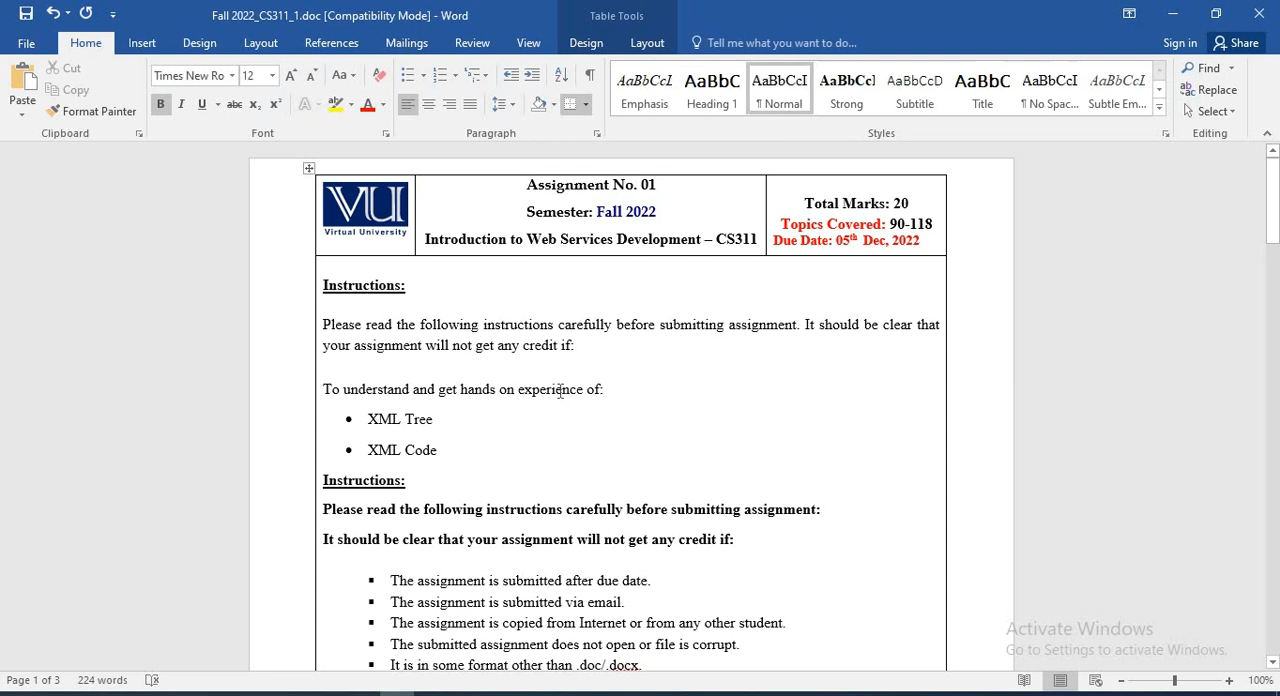 Fall 2022_CS311_1.doc [Compatibility Mode] - Word
Table Tools
File Home Insert Design Layout References Mailings Review View Design Layout Tell me what you want to do... Sign in Share
Paste
Cut
Copy
Format Painter
Clipboard
Times New Ro 12
Aa
B I U abc X₂ X²
A A
Font
Paragraph
AaBbCcI AaBbC AaBbCcI AaBbCc] AaBbCcD AaBbC AaBbCcI AaBbCcL
Emphasis Heading 1 ¶ Normal Strong Subtitle Title ¶ No Spac... Subtle Em...
Styles
Find
Replace
Select
Editing
VU
Virtual University
Assignment No. 01
Semester: Fall 2022
Introduction to Web Services Development – CS311
Total Marks: 20
Topics Covered: 90-118
Due Date: 05th Dec, 2022
Instructions:
Please read the following instructions carefully before submitting assignment. It should be clear that
your assignment will not get any credit if:
To understand and get hands on experience of:
• XML Tree
• XML Code
Instructions:
Please read the following instructions carefully before submitting assignment:
It should be clear that your assignment will not get any credit if:
▪ The assignment is submitted after due date.
▪ The assignment is submitted via email.
▪ The assignment is copied from Internet or from any other student.
▪ The submitted assignment does not open or file is corrupt.
▪ It is in some format other than .doc/.docx.
Activate Windows
Go to Settings to activate Windows.
Page 1 of 3 224 words 100%